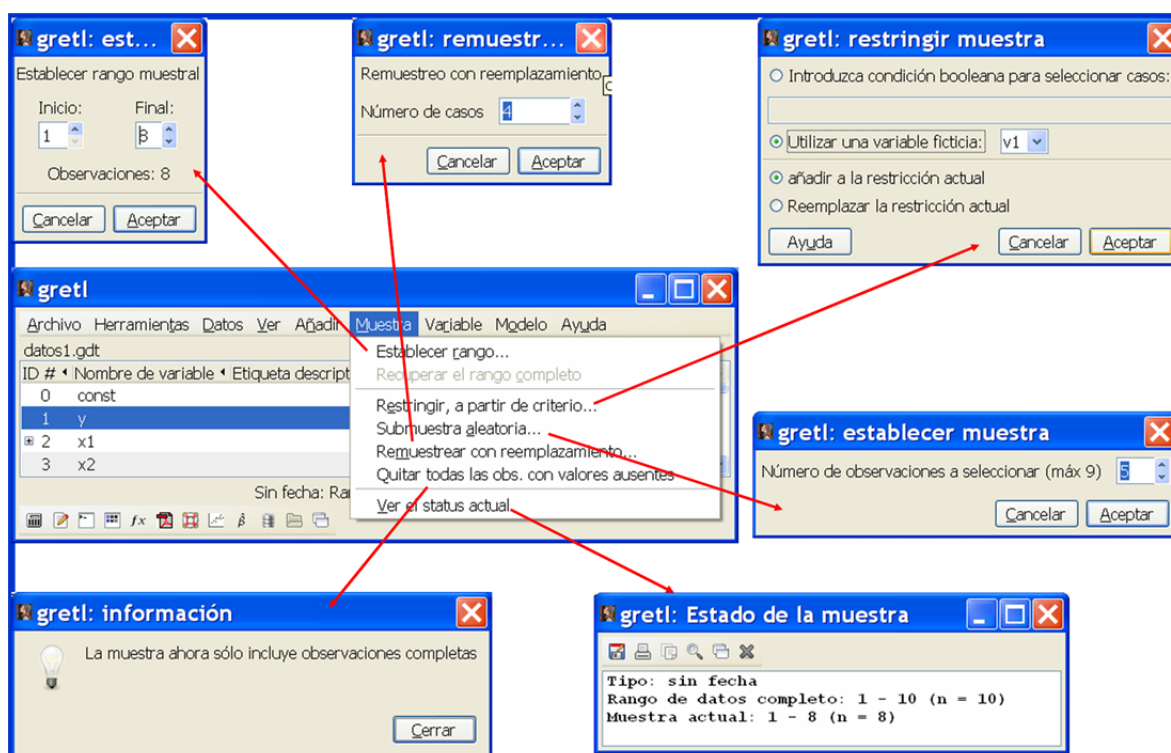 gretl: est...
Establecer rango muestral
Inicio: Final:
1 8
Observaciones: 8
Cancelar Aceptar
gretl: remuestr...
Remuestreo con reemplazamiento
Número de casos 4
Cancelar Aceptar
gretl: restringir muestra
Introduzca condición booleana para seleccionar casos:
Utilizar una variable ficticia: v1
añadir a la restricción actual
Reemplazar la restricción actual
Ayuda Cancelar Aceptar
gretl
Archivo Herramientas Datos Ver Añadir Muestra Variable Modelo Ayuda
datos1.gdt
ID # Nombre de variable Etiqueta descript
0 const
1 y
2 x1
3 x2
Sin fecha: Ra
Establecer rango...
Recuperar el rango completo
Restringir, a partir de criterio...
Submuestra aleatoria...
Remuestrear con reemplazamiento...
Quitar todas las obs. con valores ausentes
Ver el status actual
gretl: establecer muestra
Número de observaciones a seleccionar (máx 9) 5
Cancelar Aceptar
gretl: información
La muestra ahora sólo incluye observaciones completas
Cerrar
gretl: Estado de la muestra
Tipo: sin fecha
Rango de datos completo: 1 - 10 (n = 10)
Muestra actual: 1 - 8 (n = 8)